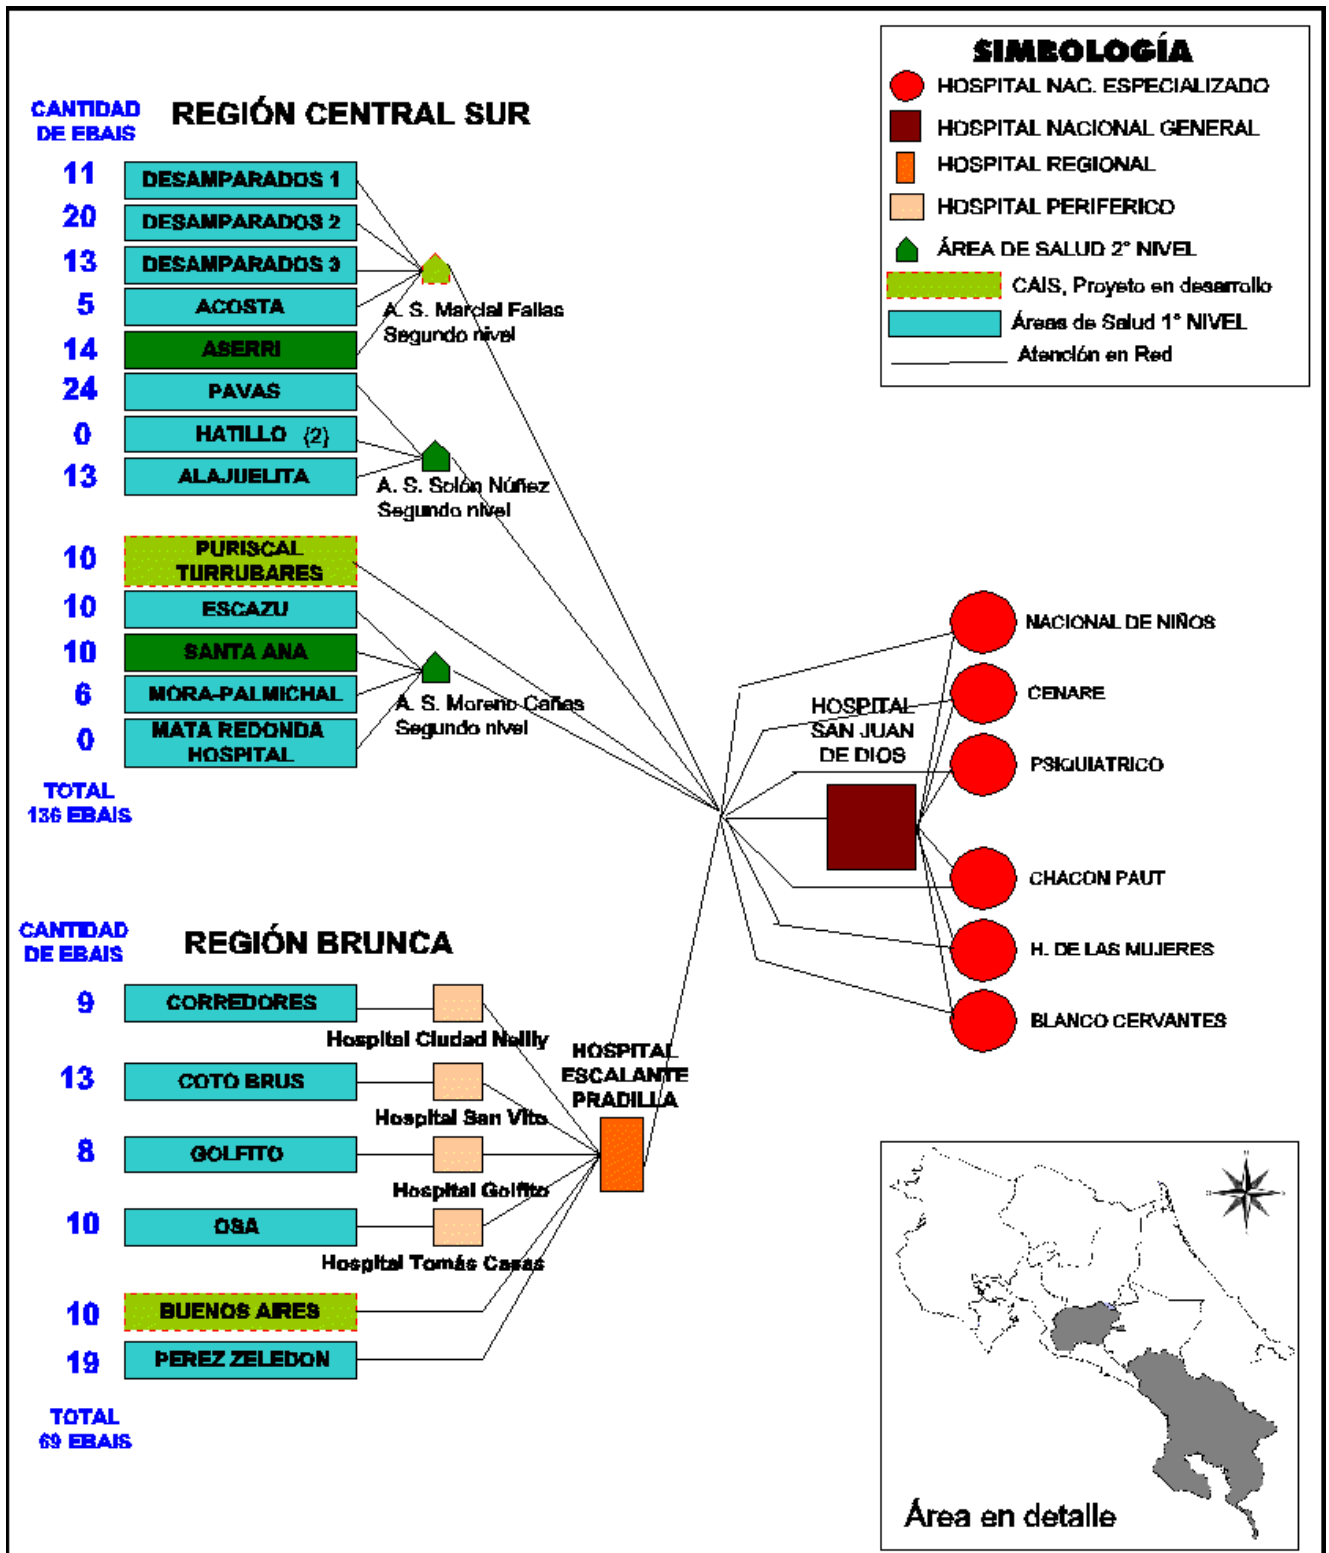 SIMBOLOGÍA
HOSPITAL NAC. ESPECIALIZADO
HOSPITAL NACIONAL GENERAL
HOSPITAL REGIONAL
HOSPITAL PERIFERICO
ÁREA DE SALUD 2° NIVEL
CAIS, Proyeto en desarrollo
Áreas de Salud 1° NIVEL
Atención en Red
CANTIDAD
DE EBAIS
REGIÓN CENTRAL SUR
11 DESAMPARADOS 1
20 DESAMPARADOS 2
13 DESAMPARADOS 3
5 ACOSTA
14 ASERRI
24 PAVAS
0 HATILLO (2)
13 ALAJUELITA
A. S. Marcial Fallas
Segundo nivel
A. S. Solón Núñez
Segundo nivel
10 PURISCAL
TURRUBARES
10 ESCAZU
10 SANTA ANA
6 MORA-PALMICHAL
0 MATA REDONDA
HOSPITAL
A. S. Moreno Cañas
Segundo nivel
TOTAL
136 EBAIS
HOSPITAL
SAN JUAN
DE DIOS
NACIONAL DE NIÑOS
CENARE
PSIQUIATRICO
CHACON PAUT
H. DE LAS MUJERES
BLANCO CERVANTES
CANTIDAD
DE EBAIS
REGIÓN BRUNCA
9 CORREDORES
Hospital Ciudad Neilly
13 COTO BRUS
Hospital San Vito
8 GOLFITO
Hospital Golfito
10 OSA
Hospital Tomás Casas
10 BUENOS AIRES
19 PEREZ ZELEDON
HOSPITAL
ESCALANTE
PRADILLA
TOTAL
69 EBAIS
Área en detalle